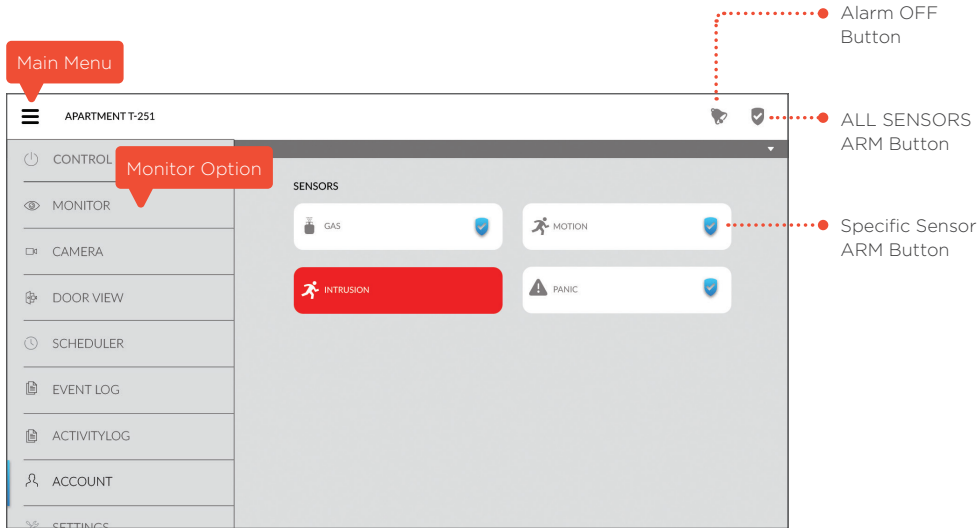 Alarm OFF
Button
Main Menu
APARTMENT T-251
ALL SENSORS
ARM Button
CONTROL
Monitor Option
SENSORS
MONITOR
GAS
MOTION
Specific Sensor
ARM Button
CAMERA
INTRUSION
PANIC
DOOR VIEW
SCHEDULER
EVENT LOG
ACTIVITYLOG
ACCOUNT
SETTINGS